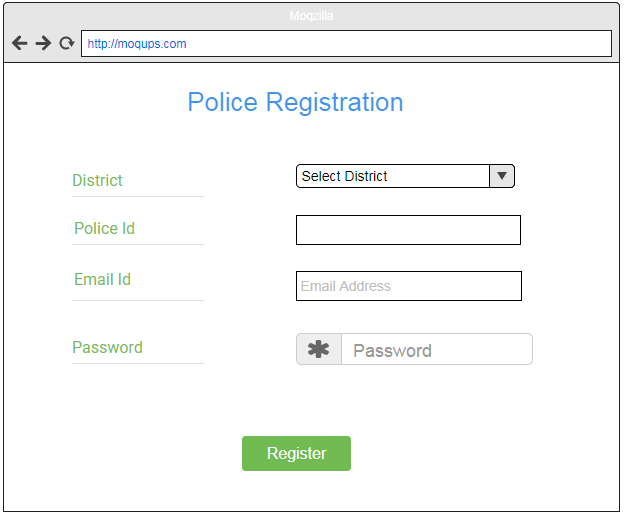 Moqzilla
http://moqups.com
Police Registration
District
Select District
Police Id
Email Id
Email Address
Password
Password
Register